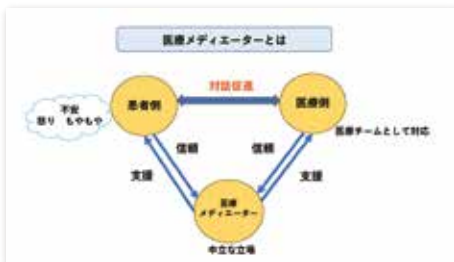 医療メディエーターとは
対話促進
患者側
医療側
不安
怒り もやもや
医療チームとして対応
信頼
信頼
支援
支援
医療
メディエーター
中立な立場